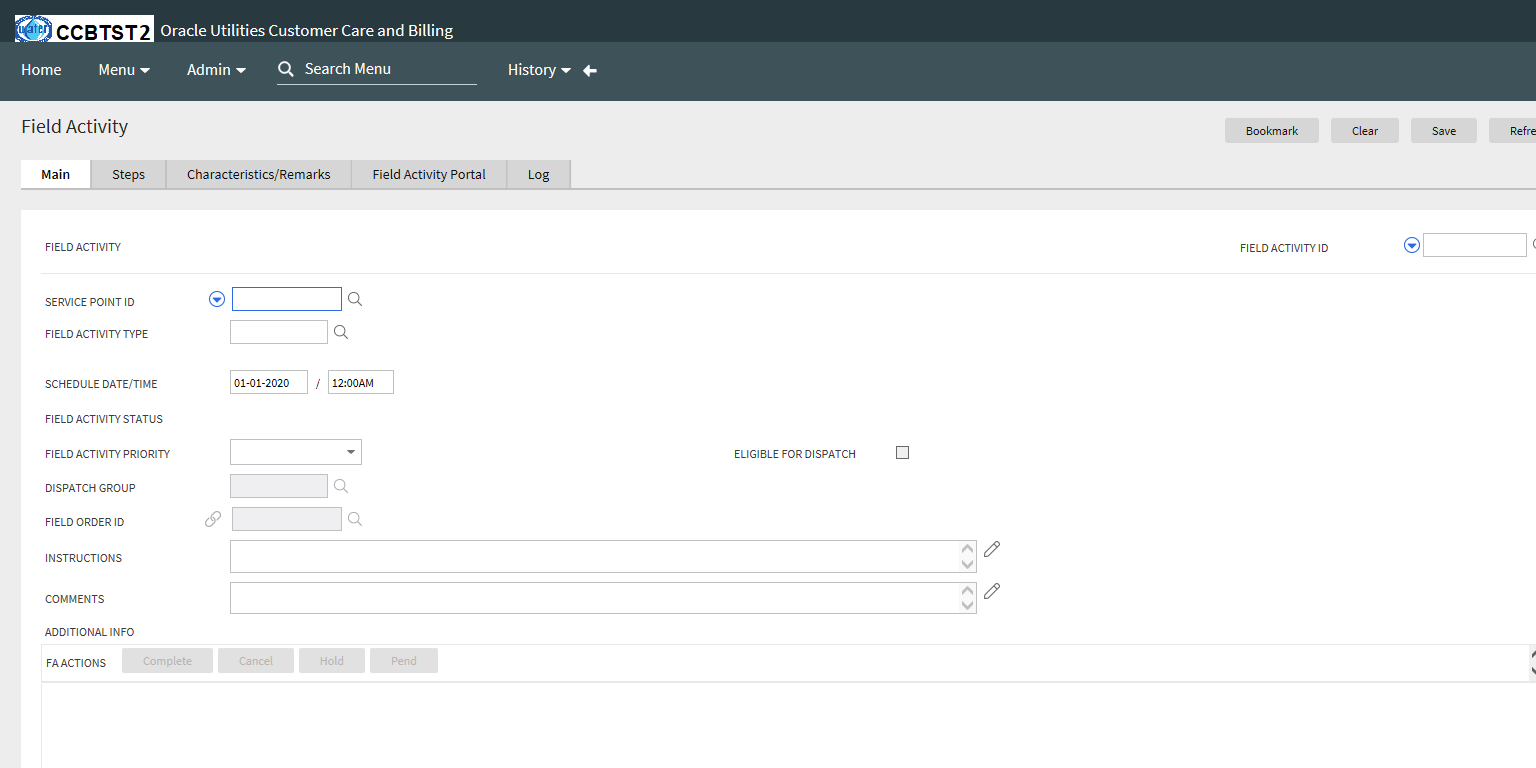 water CCBTST2 Oracle Utilities Customer Care and Billing
Home Menu Admin Search Menu History
Field Activity
Bookmark Clear Save Refre
Main Steps Characteristics/Remarks Field Activity Portal Log
FIELD ACTIVITY
FIELD ACTIVITY ID
SERVICE POINT ID
FIELD ACTIVITY TYPE
SCHEDULE DATE/TIME 01-01-2020 / 12:00AM
FIELD ACTIVITY STATUS
FIELD ACTIVITY PRIORITY
ELIGIBLE FOR DISPATCH
DISPATCH GROUP
FIELD ORDER ID
INSTRUCTIONS
COMMENTS
ADDITIONAL INFO
FA ACTIONS Complete Cancel Hold Pend